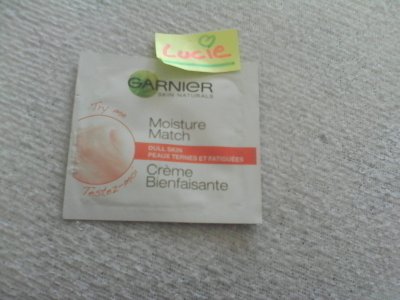 Lucie
GARNIER
SKIN NATURALS
Try me
Moisture
Match
DULL SKIN
PEAUX TERNES ET FATIGUÉES
Crème
Bienfaisante
Testez-moi